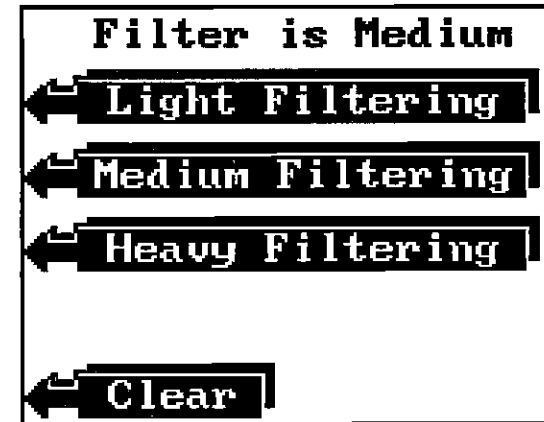 Filter is Medium
Light Filtering
Medium Filtering
Heavy Filtering
Clear